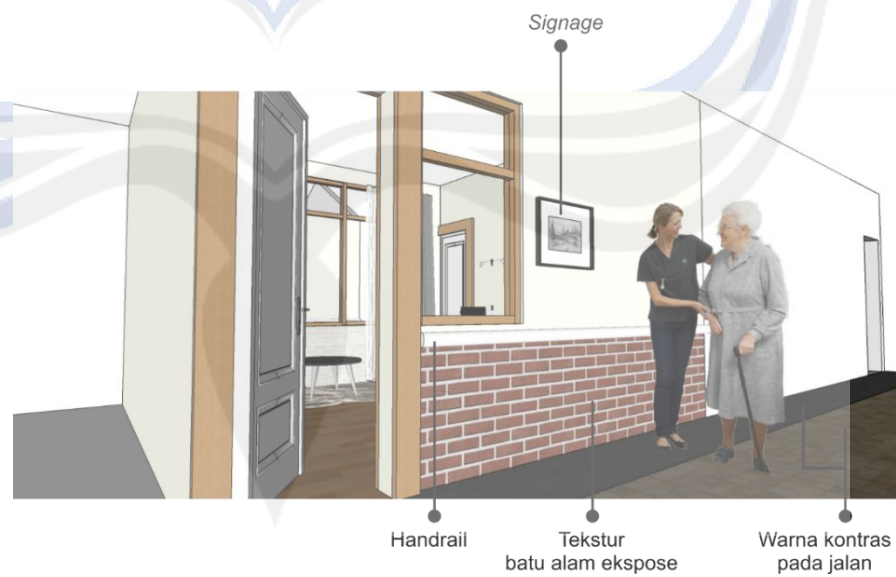 Signage
Handrail
Tekstur
batu alam ekspose
Warna kontras
pada jalan